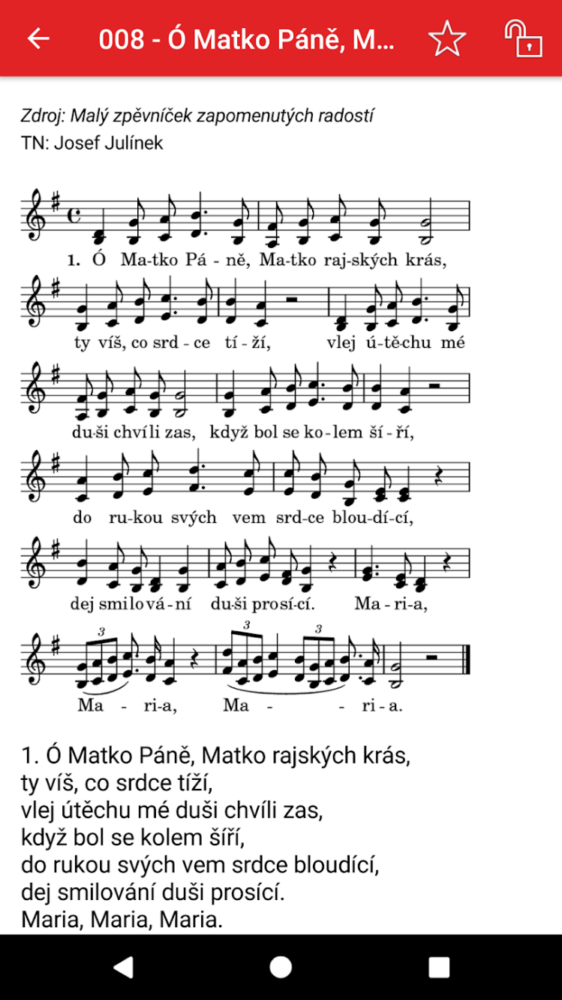 008 - Ó Matko Páně, M...
Zdroj: Malý zpěvníček zapomenutých radostí
TN: Josef Julínek
1. Ó Ma-tko Pá - ně, Ma-tko raj-ských krás,
ty víš, co srd - ce tí - ží, vlej ú-tě-chu mé
du-ši chví-li zas, když bol se ko-lem ší - ří,
do ru-kou svých vem srd-ce blou-dí-cí,
dej smi-lo-vá-ní du-ši pro-sí-cí. Ma - ri-a,
3 3 3
Ma - ri-a, Ma - - ri - a.
1. Ó Matko Páně, Matko rajských krás,
ty víš, co srdce tíží,
vlej útěchu mé duši chvíli zas,
když bol se kolem šíří,
do rukou svých vem srdce bloudící,
dej smilování duši prosící.
Maria, Maria, Maria.